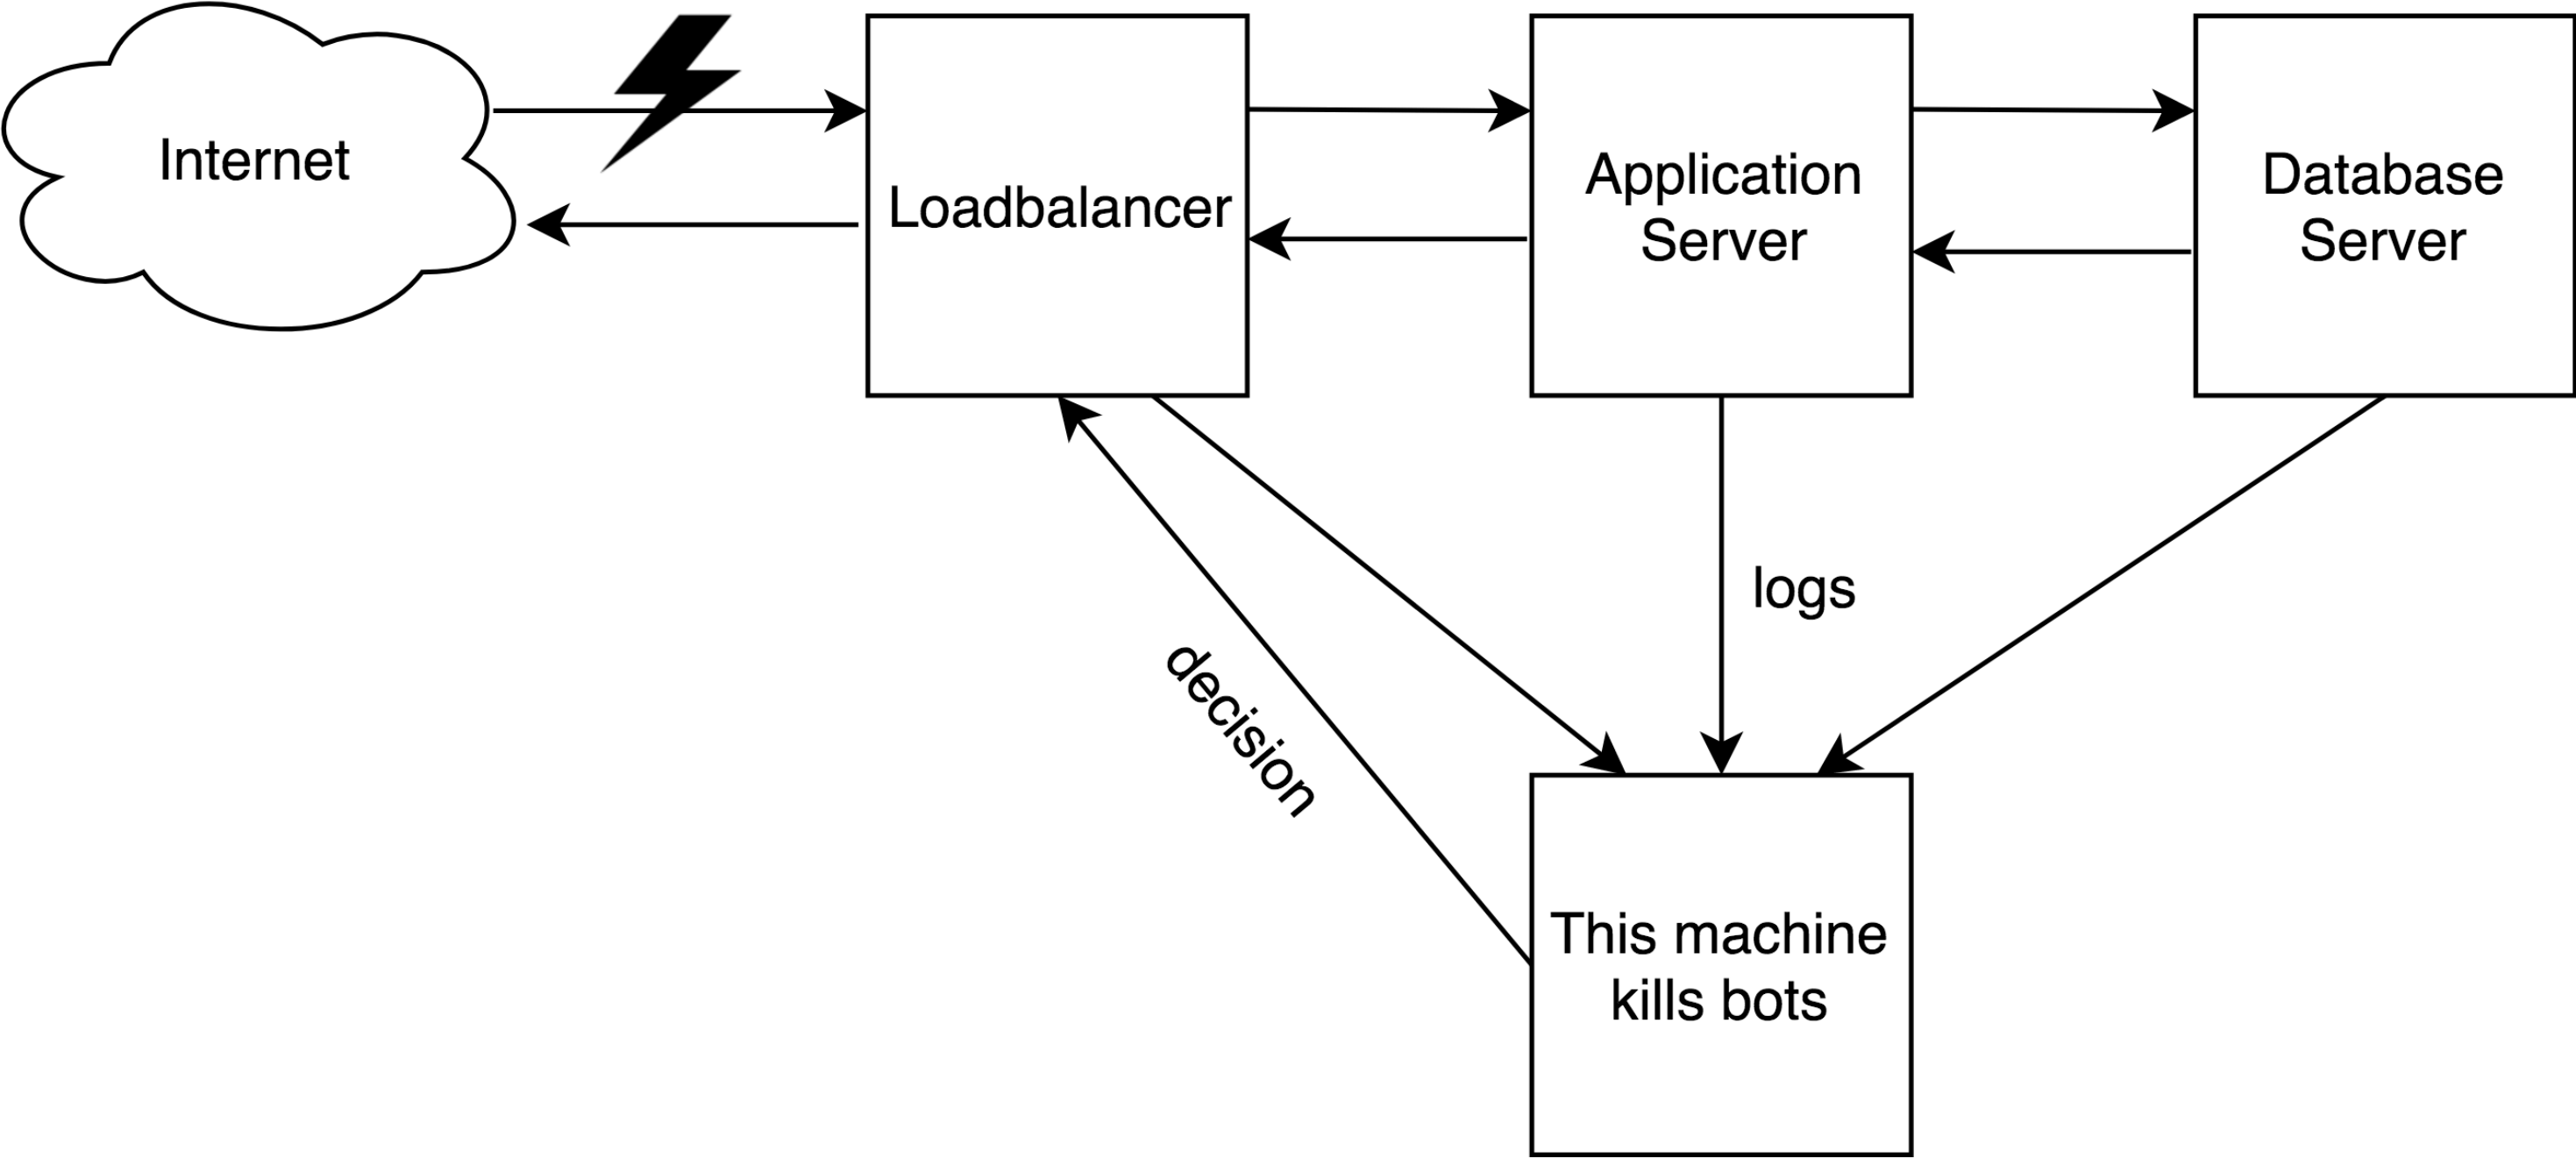 Internet
Loadbalancer
Application
Server
Database
Server
logs
decision
This machine
kills bots